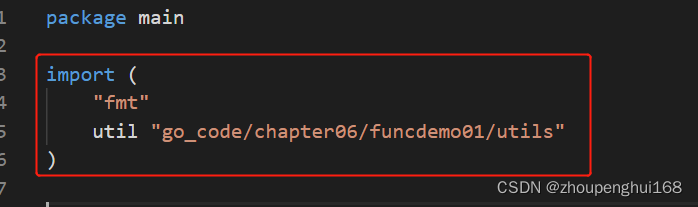 1 package main
2
3 import (
4 "fmt"
5 util "go_code/chapter06/funcdemo01/utils"
6 )
7
CSDN @zhoupenghui168